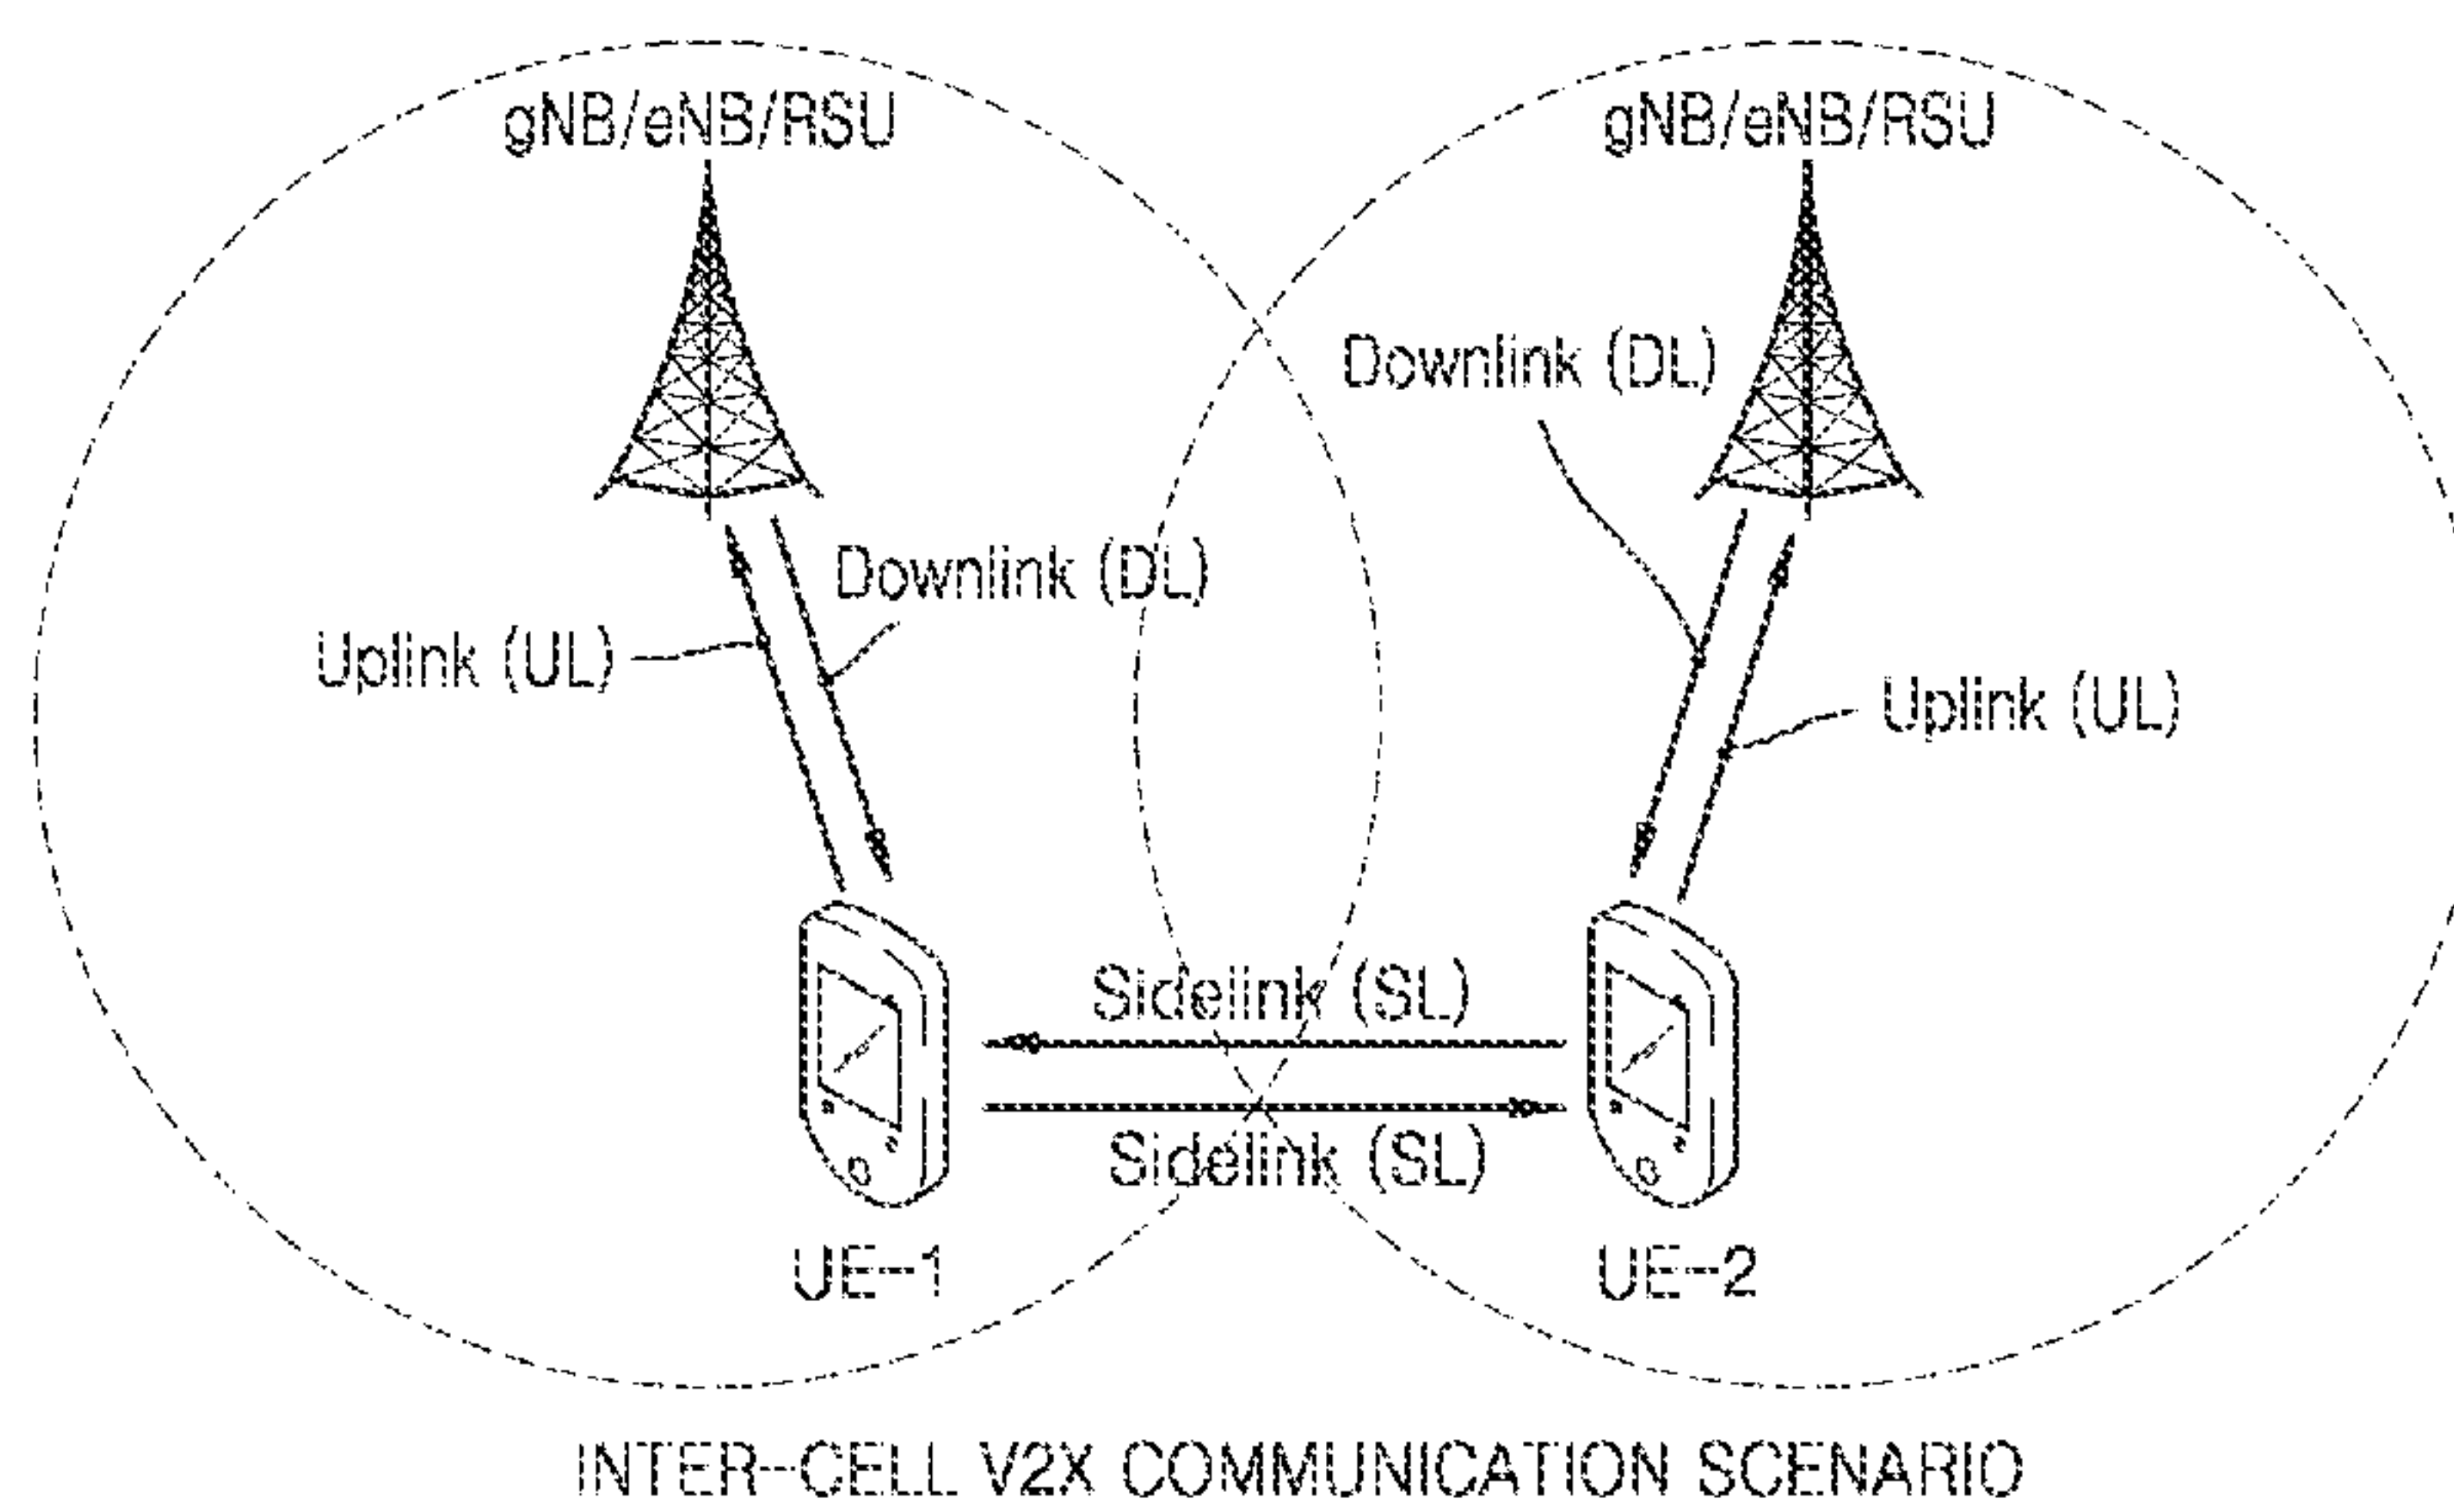 gNB/eNB/RSU
gNB/eNB/RSU
Downlink (DL)
Downlink (DL)
Uplink (UL)
Uplink (UL)
Sidelink (SL)
Sidelink (SL)
UE-1
UE-2
INTER-CELL V2X COMMUNICATION SCENARIO